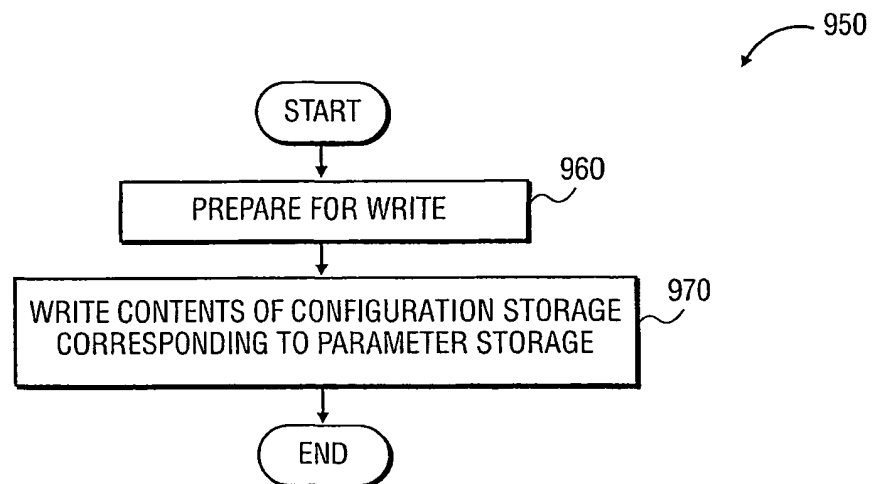 950
START
960
PREPARE FOR WRITE
970
WRITE CONTENTS OF CONFIGURATION STORAGE
CORRESPONDING TO PARAMETER STORAGE
END